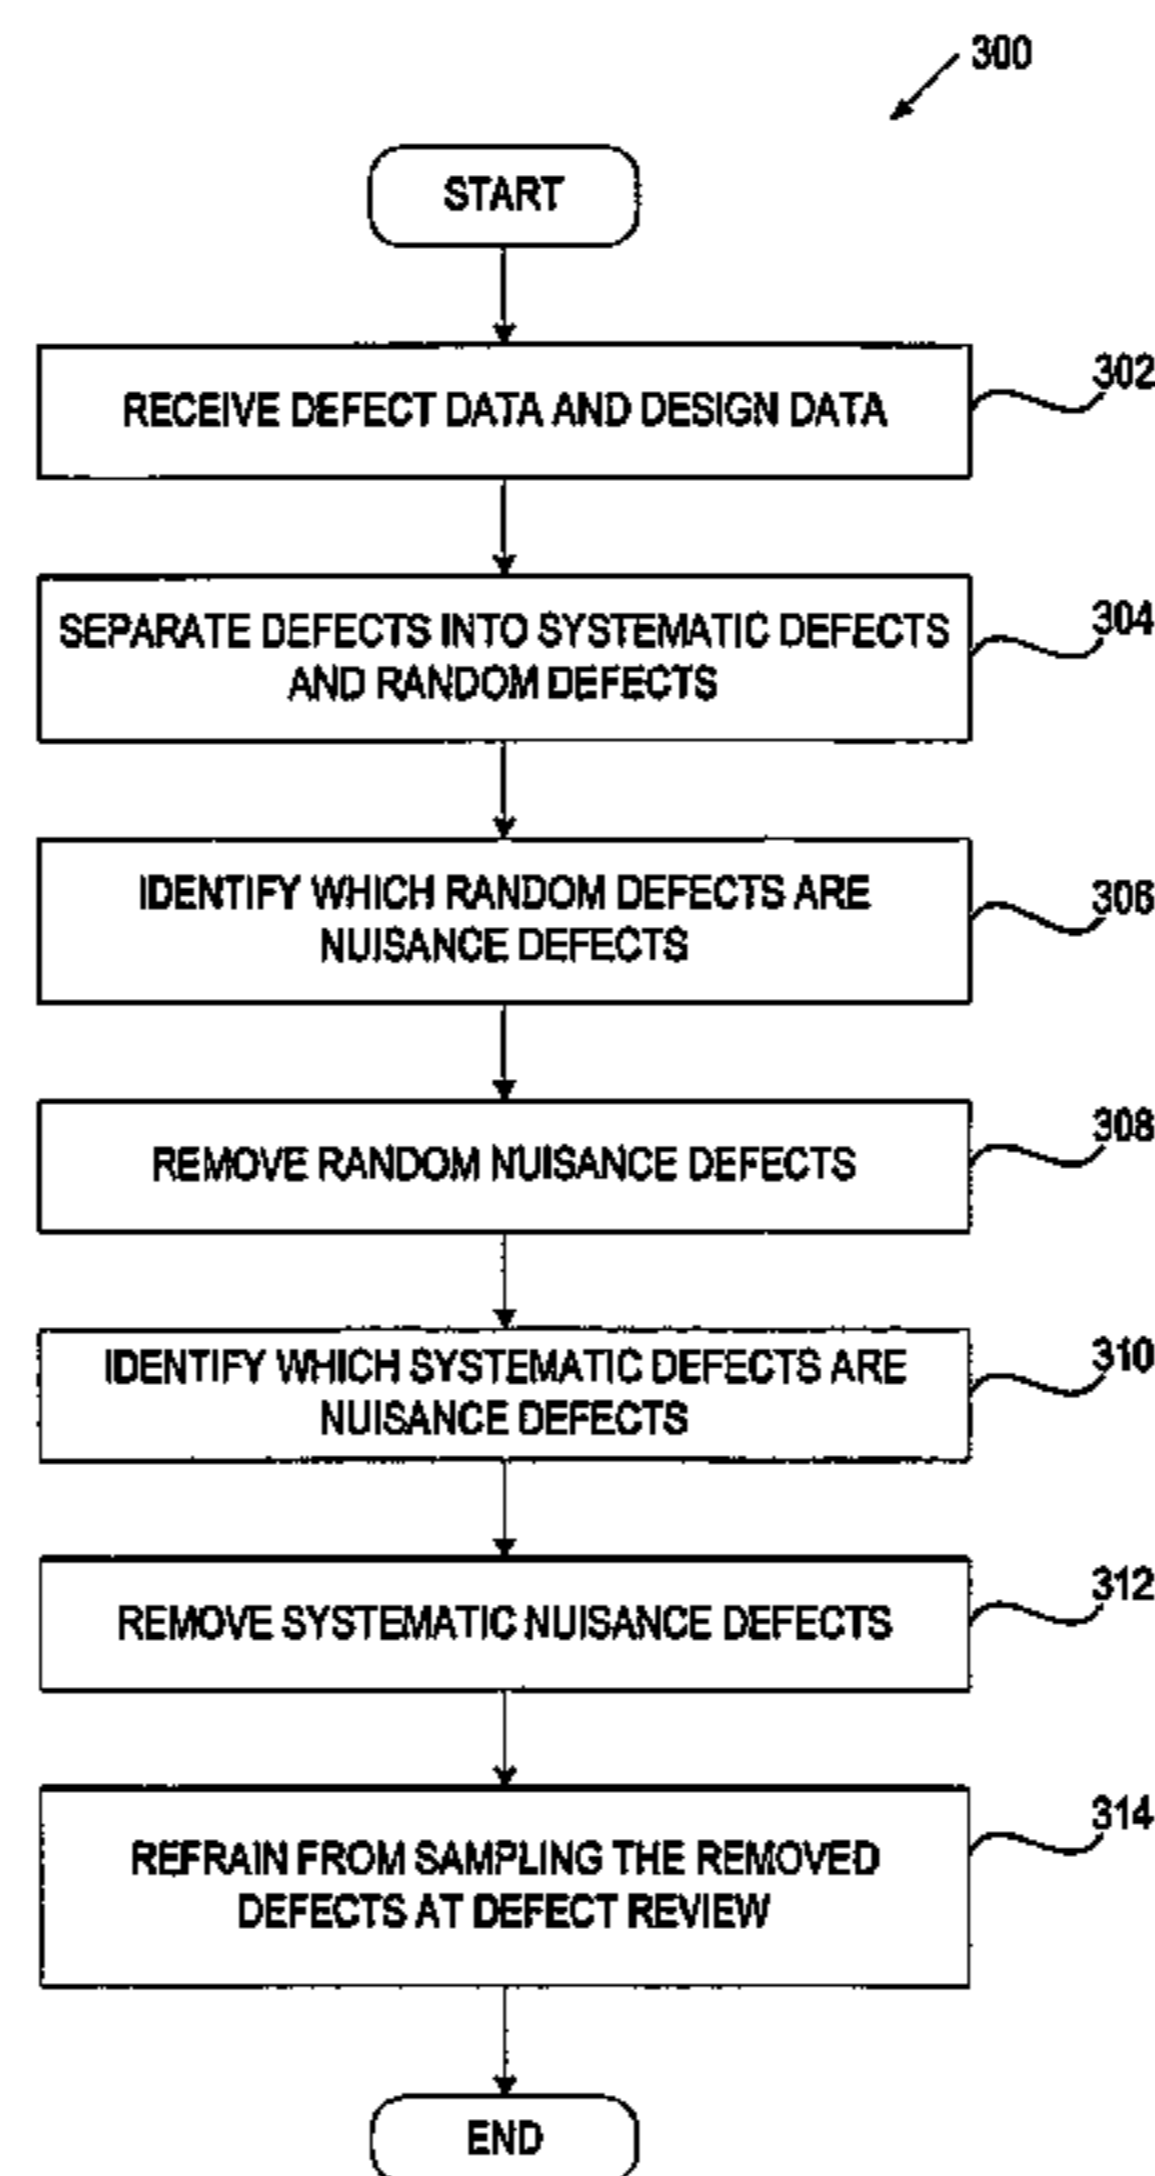 300
START
RECEIVE DEFECT DATA AND DESIGN DATA
302
SEPARATE DEFECTS INTO SYSTEMATIC DEFECTS
AND RANDOM DEFECTS
304
IDENTIFY WHICH RANDOM DEFECTS ARE
NUISANCE DEFECTS
306
REMOVE RANDOM NUISANCE DEFECTS
308
IDENTIFY WHICH SYSTEMATIC DEFECTS ARE
NUISANCE DEFECTS
310
REMOVE SYSTEMATIC NUISANCE DEFECTS
312
REFRAIN FROM SAMPLING THE REMOVED
DEFECTS AT DEFECT REVIEW
314
END